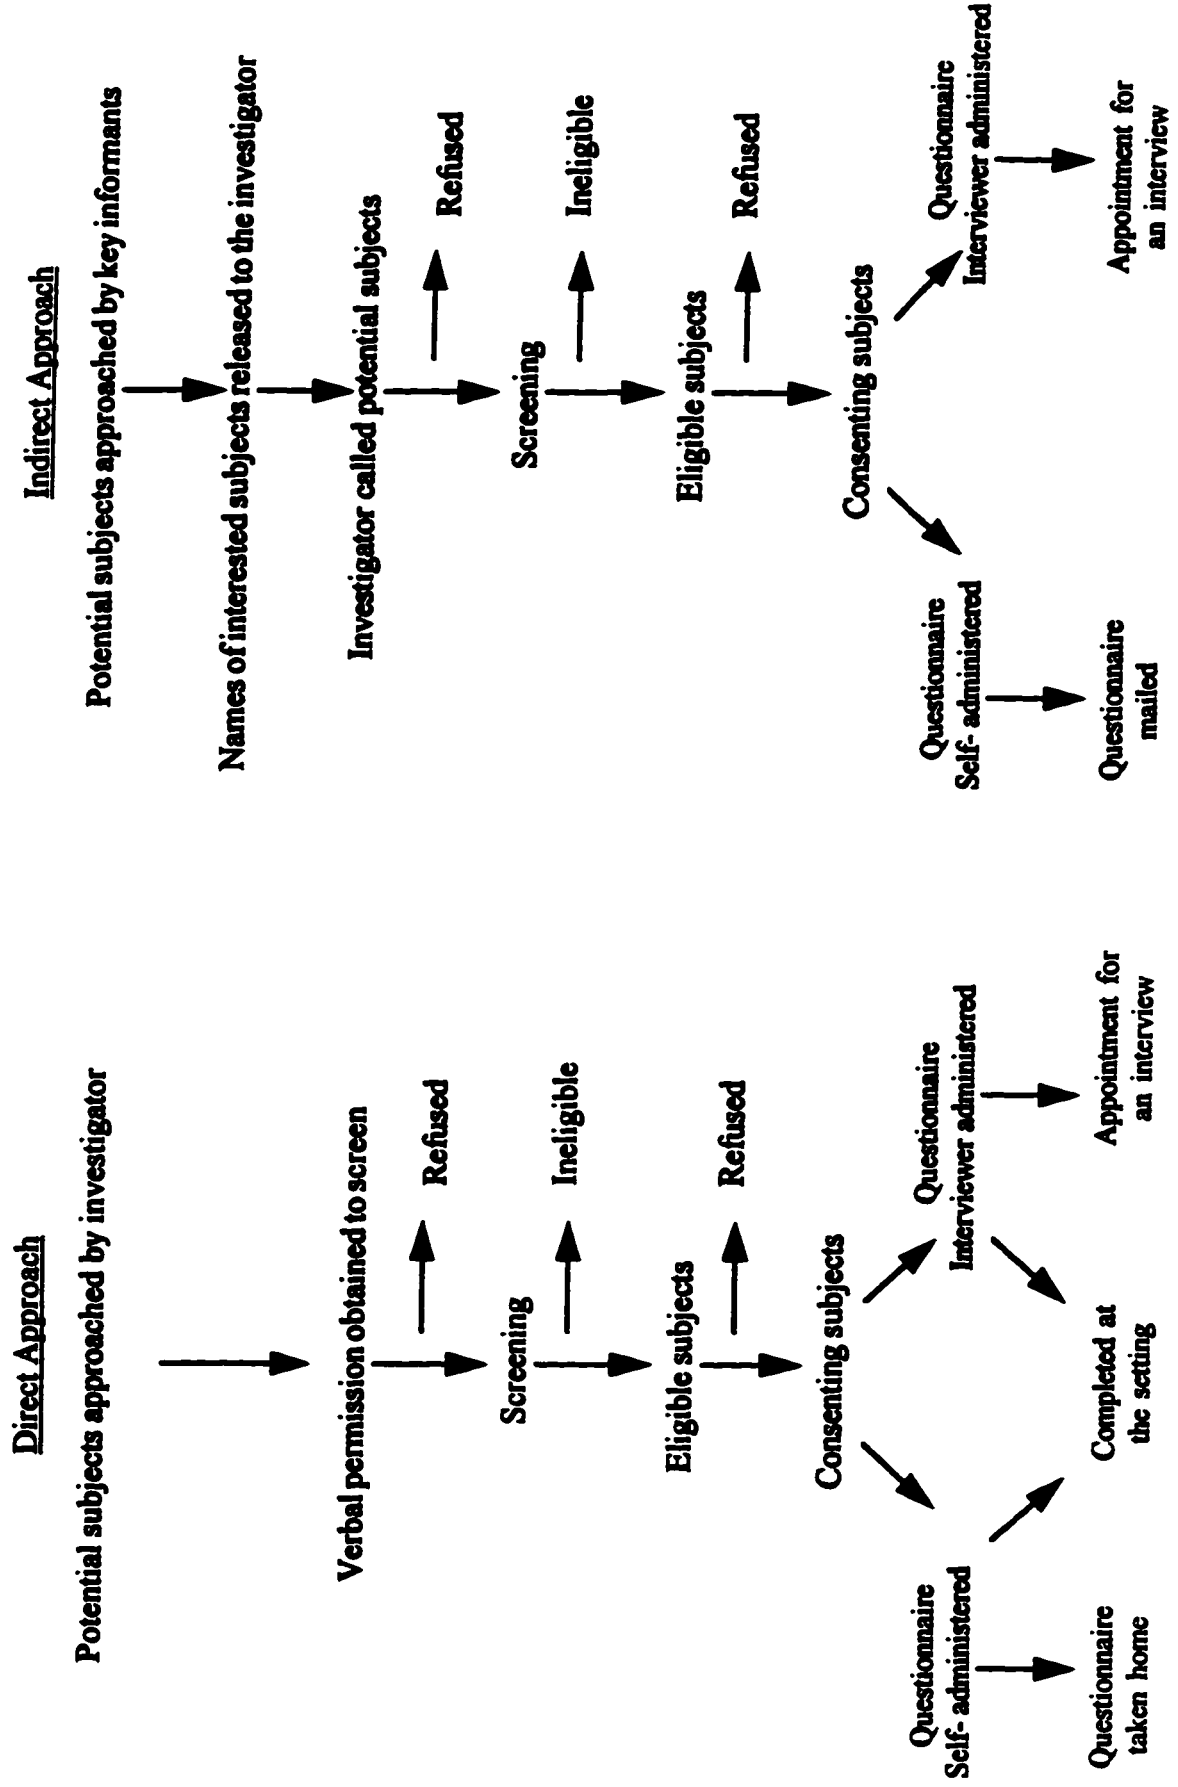 Direct Approach
Potential subjects approached by investigator
Verbal permission obtained to screen
Refused
Screening
Ineligible
Eligible subjects
Refused
Consenting subjects
Questionnaire
Self- administered
Questionnaire
Interviewer administered
Questionnaire
taken home
Completed at
the setting
Appointment for
an interview
Indirect Approach
Potential subjects approached by key informants
Names of interested subjects released to the investigator
Investigator called potential subjects
Refused
Screening
Ineligible
Eligible subjects
Refused
Consenting subjects
Questionnaire
Self- administered
Questionnaire
Interviewer administered
Questionnaire
mailed
Appointment for
an interview